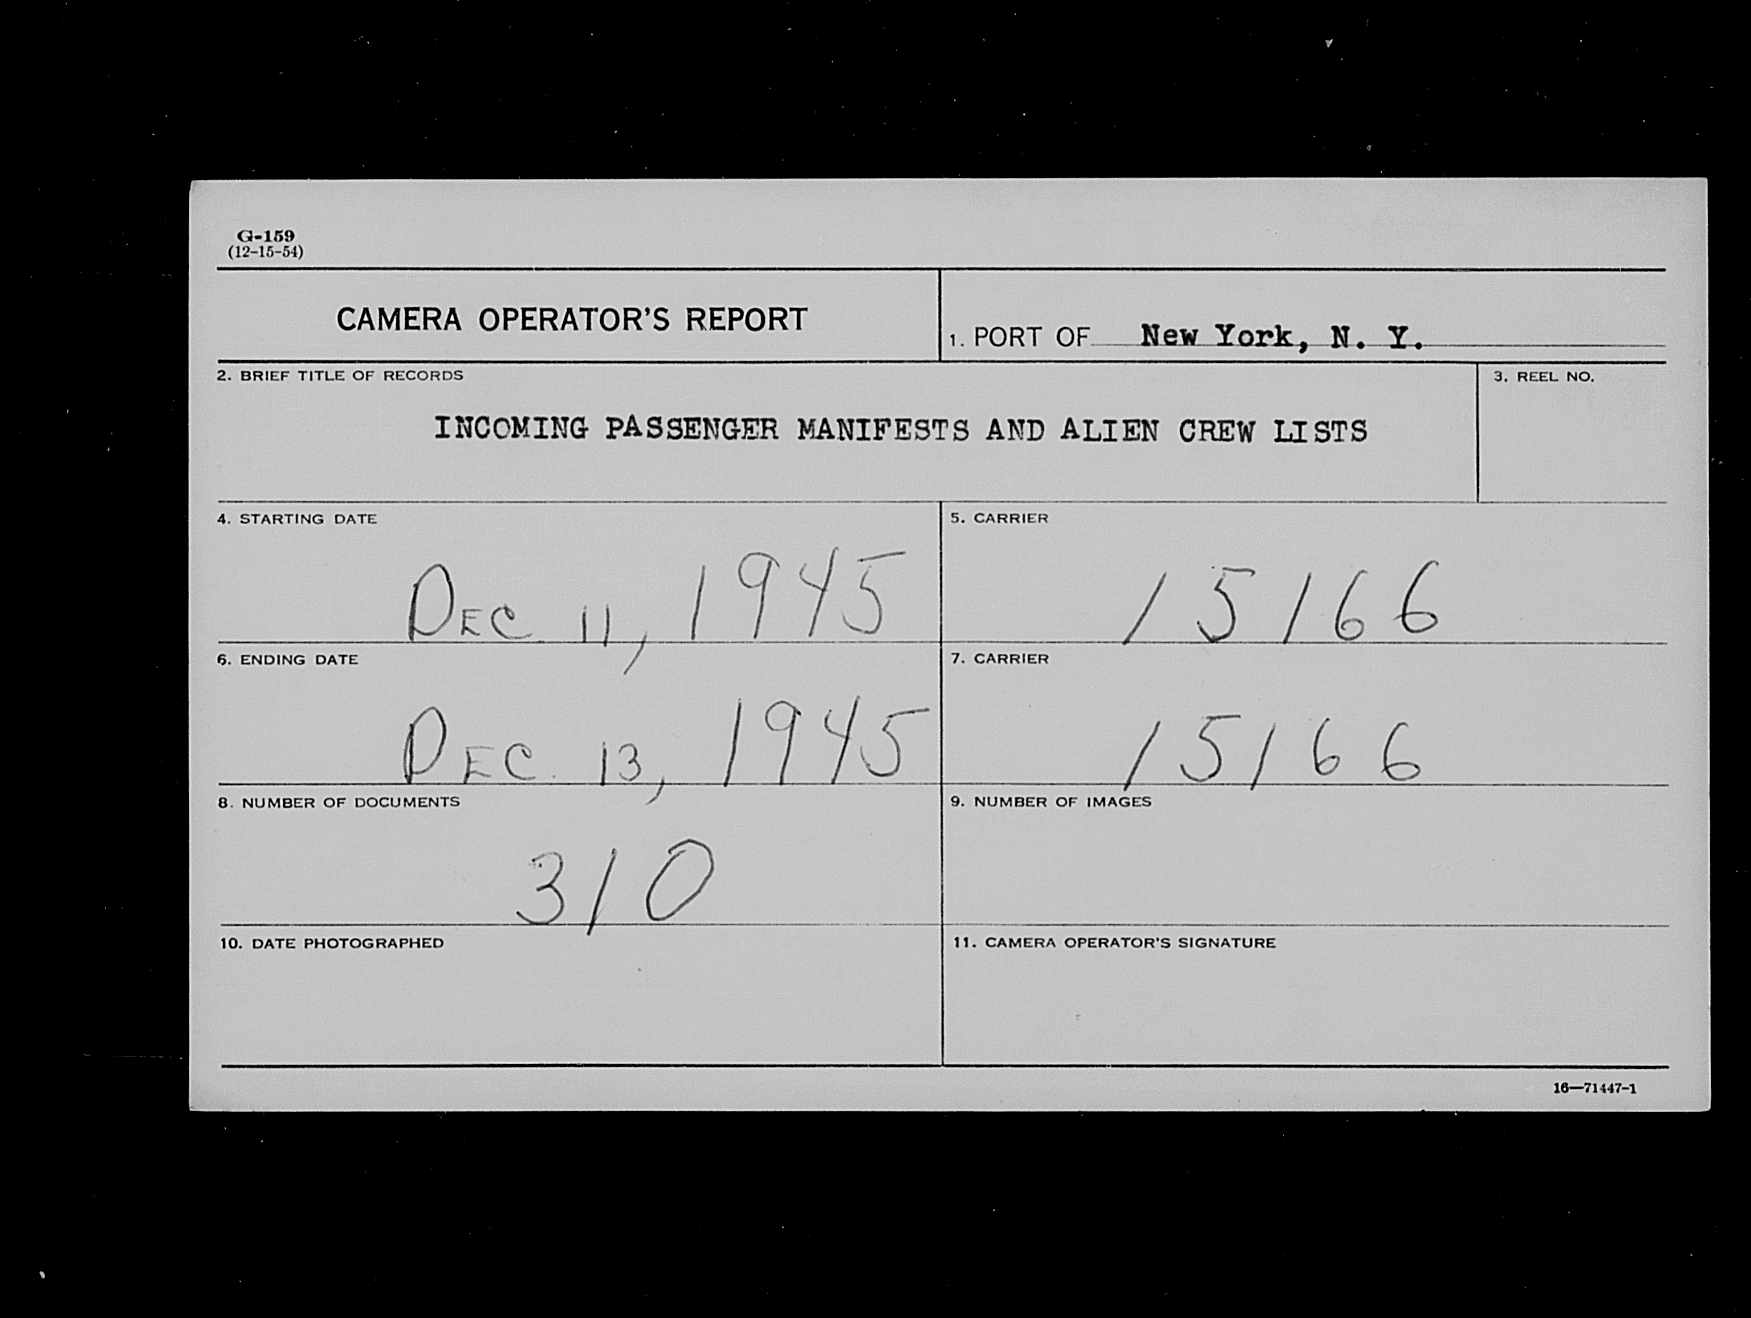 G-159
(12-15-54)
CAMERA OPERATOR'S REPORT
1. PORT OF New York, N. Y.
2. BRIEF TITLE OF RECORDS
3. REEL NO.
INCOMING PASSENGER MANIFESTS AND ALIEN CREW LISTS
4. STARTING DATE
5. CARRIER
DEC 11, 1945
15166
6. ENDING DATE
7. CARRIER
DEC. 13, 1945
15166
8. NUMBER OF DOCUMENTS
9. NUMBER OF IMAGES
310
10. DATE PHOTOGRAPHED
11. CAMERA OPERATOR'S SIGNATURE
16—71447-1